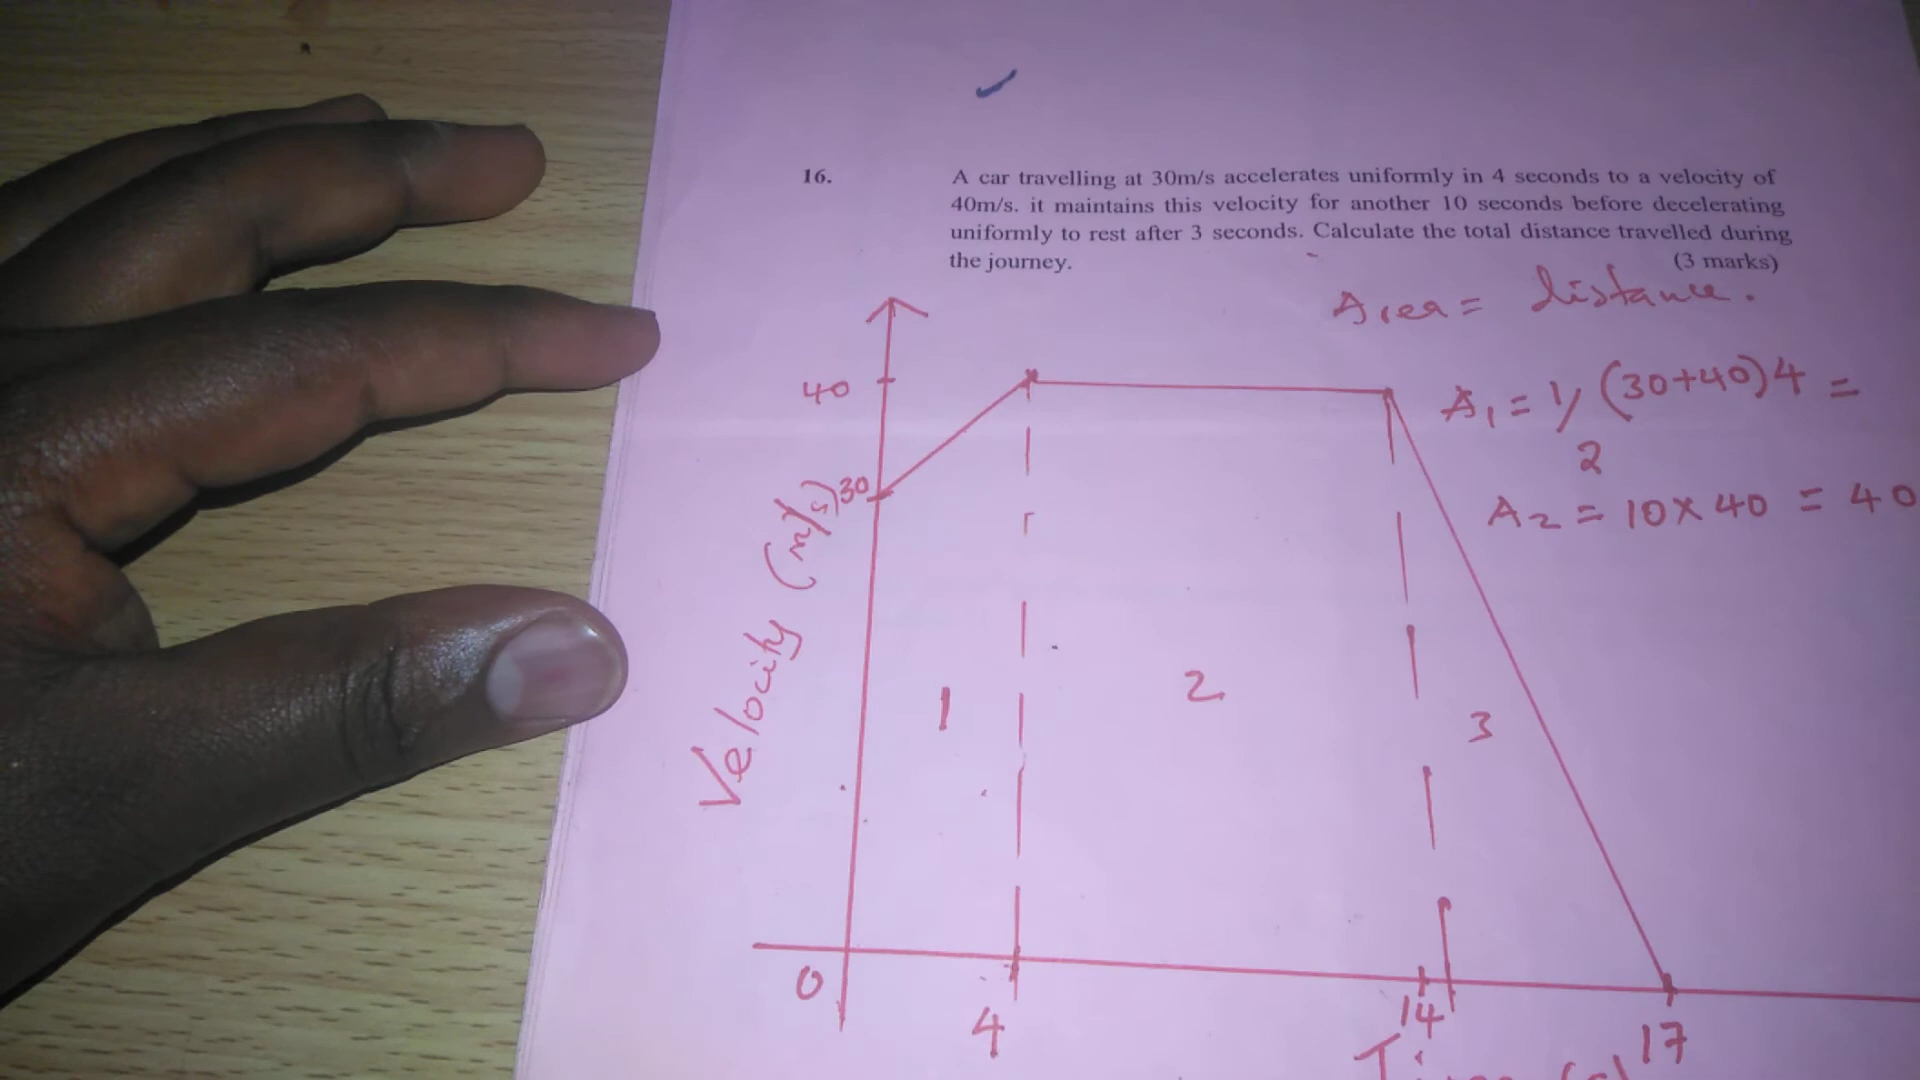 16. A car travelling at 30m/s accelerates uniformly in 4 seconds to a velocity of
40m/s. it maintains this velocity for another 10 seconds before decelerating
uniformly to rest after 3 seconds. Calculate the total distance travelled during
the journey. (3 marks)
Area = distance.
40
A1 = 1/2 (30+40)4 =
30
A2 = 10 x 40 = 40
Velocity (m/s)
1
2
3
0
4
14
17